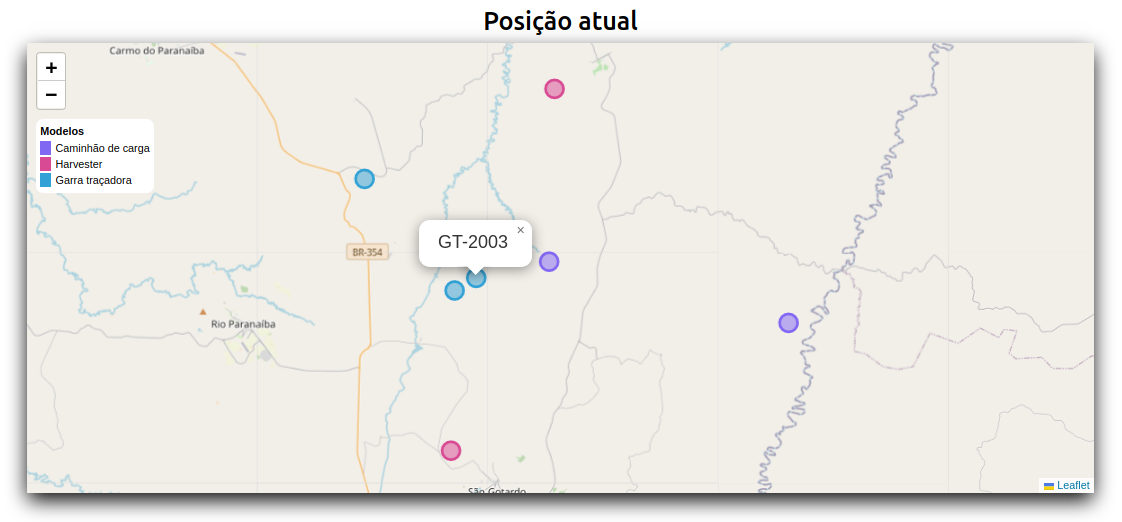 Posição atual
Carmo do Paranaíba
+
−
Modelos
Caminhão de carga
Harvester
Garra traçadora
×
GT-2003
BR-354
Rio Paranaíba
São Gotardo
Leaflet